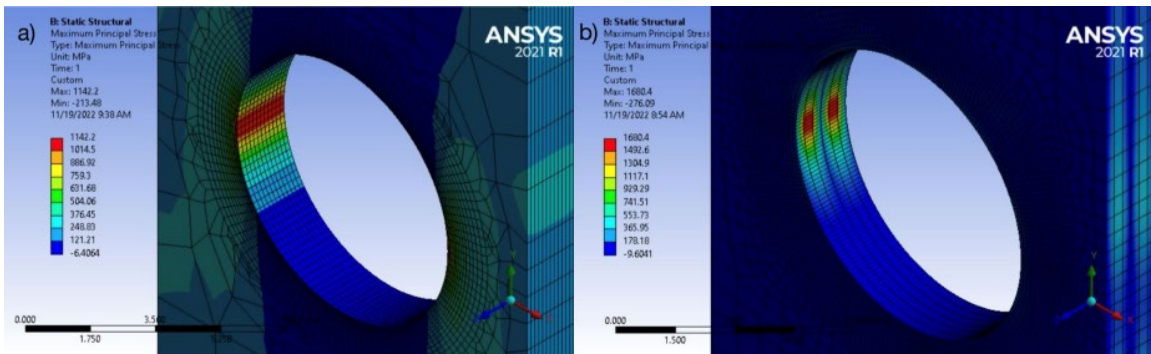 a)
B: Static Structural
Maximum Principal Stress
Type: Maximum Principal Stress
Unit: MPa
Time: 1
Custom
Max: 1142.2
Min: -213.48
11/19/2022 9:38 AM
1142.2
1014.5
886.92
759.3
631.68
504.06
376.45
248.83
121.21
-6.4064
ANSYS
2021 R1
0.000
3.500
1.750
5.250
Y
X
b)
B: Static Structural
Maximum Principal Stress
Type: Maximum Principal
Unit: MPa
Time: 1
Custom
Max: 1680.4
Min: -276.09
11/19/2022 8:54 AM
1680.4
1492.6
1304.9
1117.1
929.29
741.51
553.73
365.95
178.18
-9.6041
ANSYS
2021 R1
0.000
1.500
Y
X